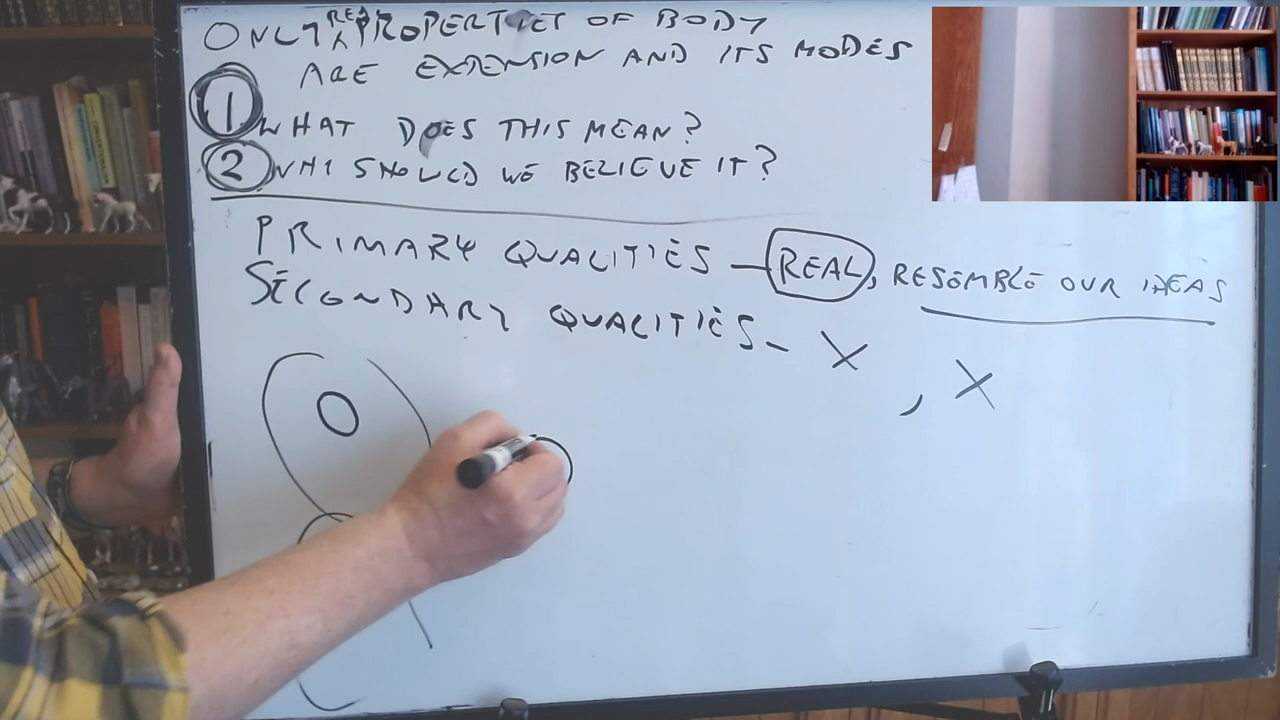 ONLY REAL PROPERTIES OF BODY
ARE EXTENSION AND ITS MODES
1 WHAT DOES THIS MEAN?
2 WHY SHOULD WE BELIEVE IT?
PRIMARY QUALITIES — REAL, RESEMBLE OUR IDEAS
SECONDARY QUALITIES - X, X